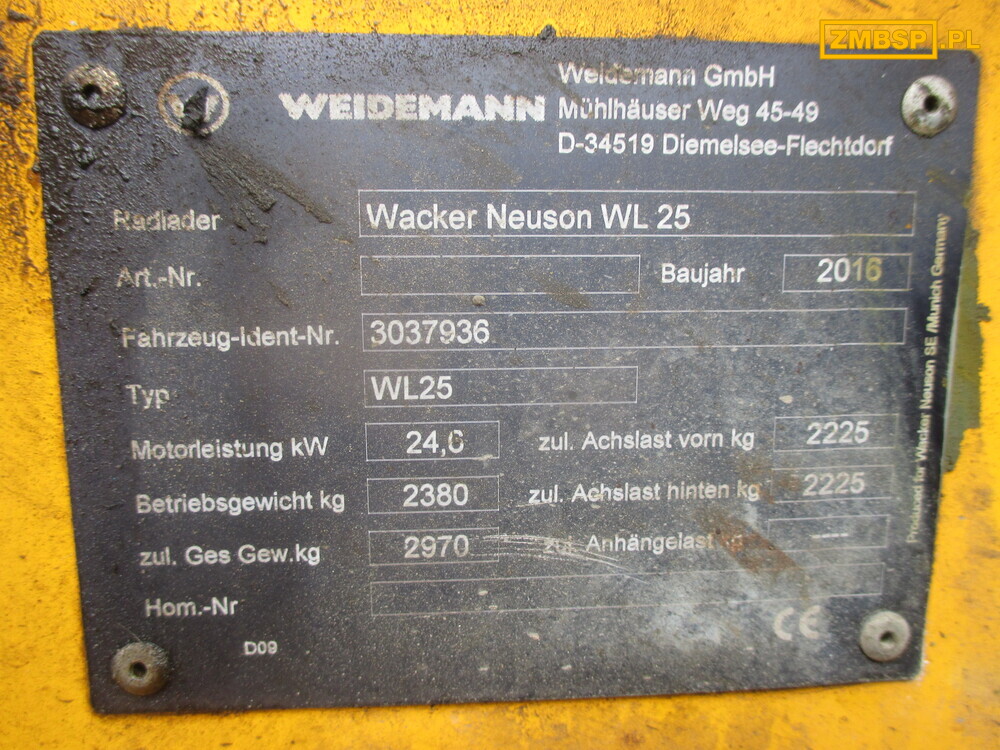 ZMBSP.PL
WEIDEMANN
Weidemann GmbH
Mühlhäuser Weg 45-49
D-34519 Diemelsee-Flechtdorf
Radlader Wacker Neuson WL 25
Art.-Nr. Baujahr 2016
Fahrzeug-Ident-Nr. 3037936
Typ WL25
Motorleistung kW zul. Achslast vorn kg 2225
Betriebsgewicht kg 2380 zul. Achslast hinten kg 2225
zul. Ges Gew.kg 2970 zul. Anhängelast kg ----
Hom.-Nr
D09
CE
Produced for Wacker Neuson SE /Munich Germany